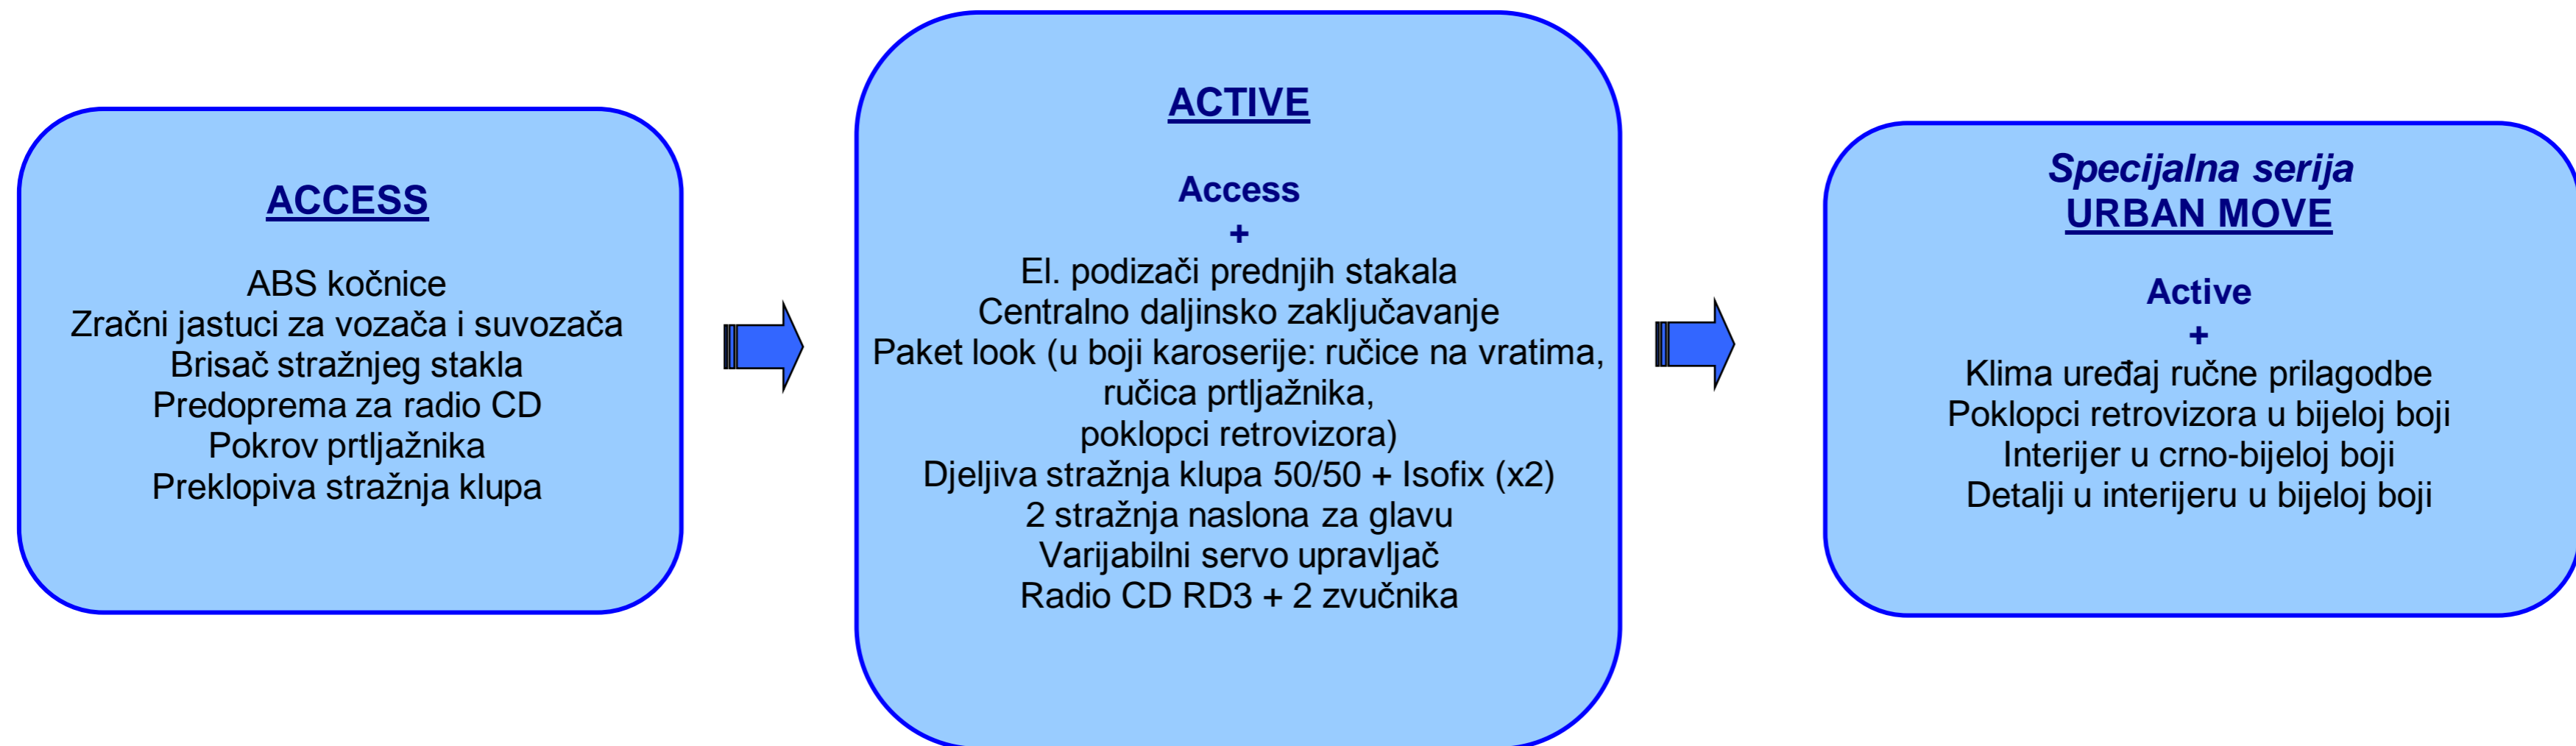 ACCESS
ABS kočnice
Zračni jastuci za vozača i suvozača
Brisač stražnjeg stakla
Predoprema za radio CD
Pokrov prtljažnika
Preklopiva stražnja klupa
ACTIVE
Access
+
El. podizači prednjih stakala
Centralno daljinsko zaključavanje
Paket look (u boji karoserije: ručice na vratima,
ručica prtljažnika,
poklopci retrovizora)
Djeljiva stražnja klupa 50/50 + Isofix (x2)
2 stražnja naslona za glavu
Varijabilni servo upravljač
Radio CD RD3 + 2 zvučnika
Specijalna serija
URBAN MOVE
Active
+
Klima uređaj ručne prilagodbe
Poklopci retrovizora u bijeloj boji
Interijer u crno-bijeloj boji
Detalji u interijeru u bijeloj boji